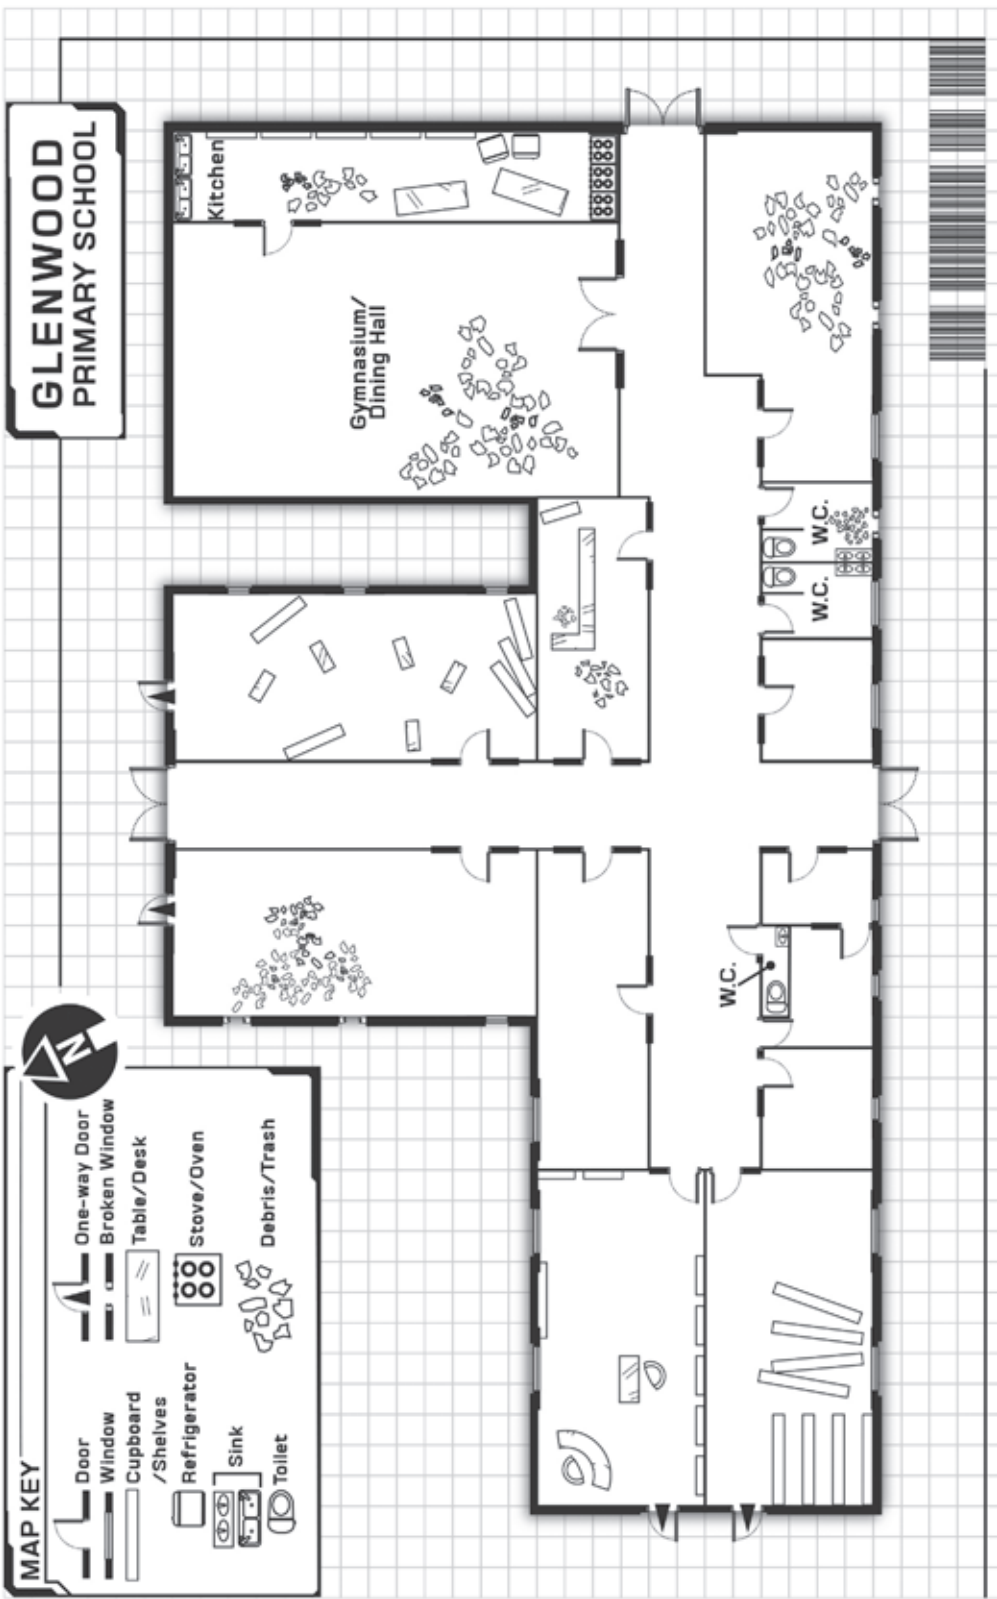 GLENWOOD
PRIMARY SCHOOL
Kitchen
Gymnasium/
Dining Hall
W.C.
W.C.
W.C.
N
MAP KEY
Door
Window
Cupboard
/Shelves
Refrigerator
Sink
Toilet
One-way Door
Broken Window
Table/Desk
Stove/Oven
Debris/Trash